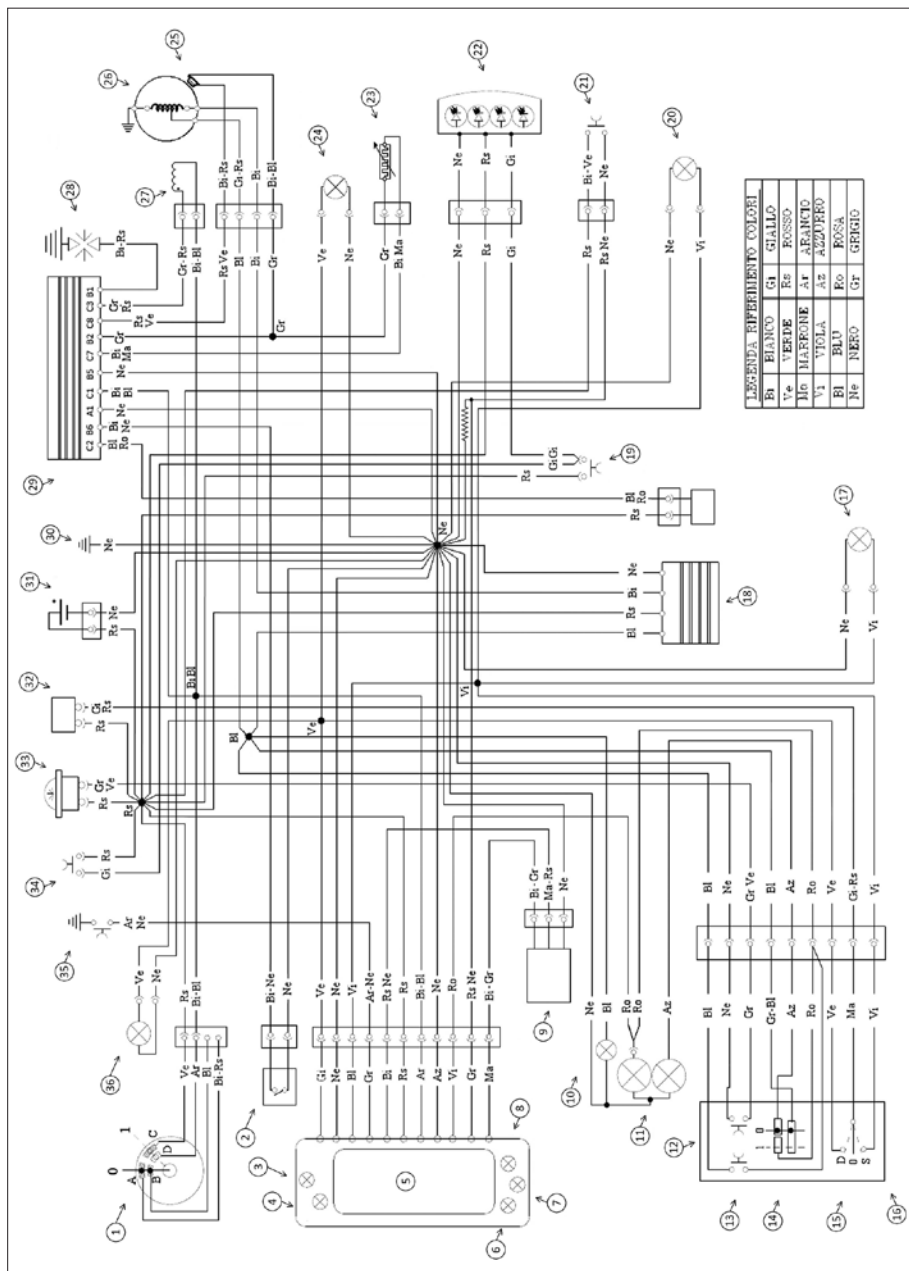 25
26
22
28
27
24
23
21
20
Bi-Rs
Gr-Rs
Bi-Bl
Bi-Rs
Gi-Rs
Bi
Bi-Bl
Ve
Ne
Ne
Rs
Gi
Bi-Ve
Ne
Rs Ve
Bl
Bi
Gr
Gr
Bi Ma
Ne
Rs
Gi
Rs
Rs Ne
Ne
Vi
B1
C3
C8
B2
C7
B5
C1
A1
B6
C2
Gr Rs
Rs Ve
Gr
Bi Ma
Ne
Bi Bl
Ne
Bi Ne
Bl Ro
Gr
29
LEGENDA RIFERIMENTO COLORI
Bi BIANCO Gi GIALLO
Ve VERDE Rs ROSSO
Ma MARRONE Ar ARANCIO
Vi VIOLA Az AZZURRO
Bl BLU Ro ROSA
Ne NERO Gr GRIGIO
GiGi
Rs
19
Bl Ro
Rs
30
Ne
Ne
17
31
Ne
Rs
Ne
Bi
Rs
Bl
18
Ne
Vi
32
Gi Rs
Rs
Bi Bl
Vi
Bl
Ve
33
Gr Ve
Rs
Rs
34
Rs
Gi
35
Ar Ne
36
Ve
Ne
Rs
Bi-Bl
Bi-Ne
Ne
Ve
Ne
Vi
Ar-Ne
Rs Ne
Rs
Bi-Bl
Ne
Ro
Rs Ne
Bi-Gr
Bi-Gr
Ma-Rs
Ne
9
Ne
Bl
Ro
Ro
Az
10
11
Bl
Ne
Gr Ve
Bl
Az
Ro
Ve
Gi-Rs
Vi
Ve
Ar
Bl
Bi-Rs
Gi
Ne
Bl
Gr
Bi
Rs
Ar
Az
Vi
Gr
Ma
Bl
Ne
Gr
Gr-Bl
Az
Ro
Ve
Ma
Vi
0
1
A
B
C
D
1
2
3
4
5
6
7
8
12
13
14
15
16
1
0
D
0
S